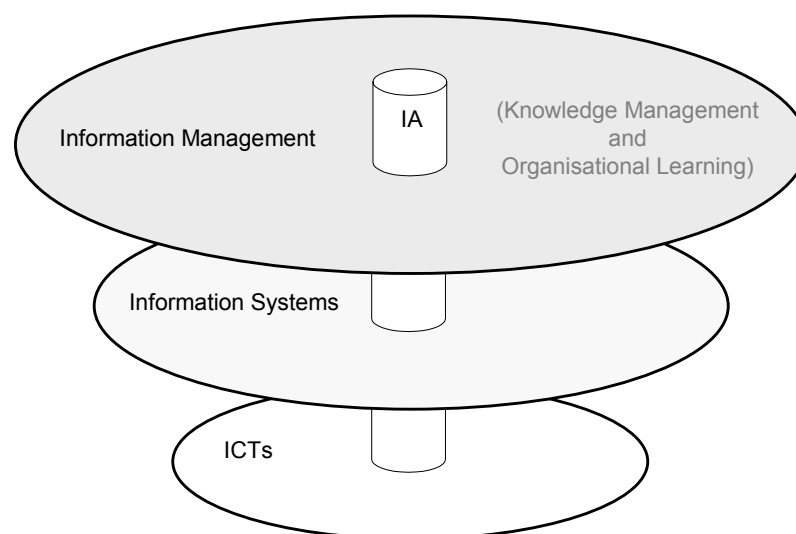 IA
Information Management
(Knowledge Management
and
Organisational Learning)
Information Systems
ICTs